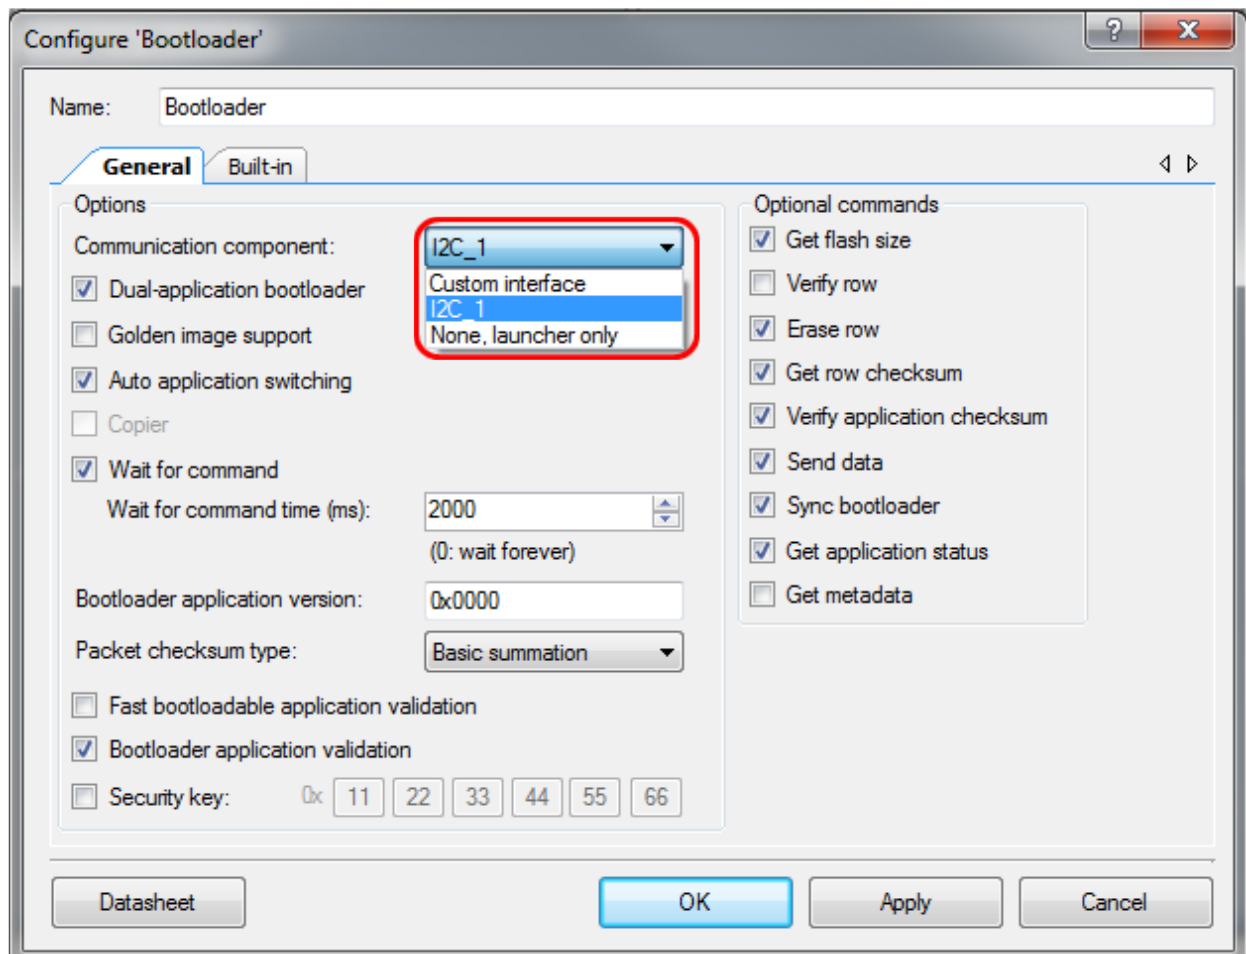 Configure 'Bootloader'
?
X
Name: Bootloader
General Built-in
Options
Communication component: I2C_1
Custom interface
I2C_1
None, launcher only
Dual-application bootloader
Golden image support
Auto application switching
Copier
Wait for command
Wait for command time (ms): 2000
(0: wait forever)
Bootloader application version: 0x0000
Packet checksum type: Basic summation
Fast bootloadable application validation
Bootloader application validation
Security key: 0x 11 22 33 44 55 66
Optional commands
Get flash size
Verify row
Erase row
Get row checksum
Verify application checksum
Send data
Sync bootloader
Get application status
Get metadata
Datasheet OK Apply Cancel